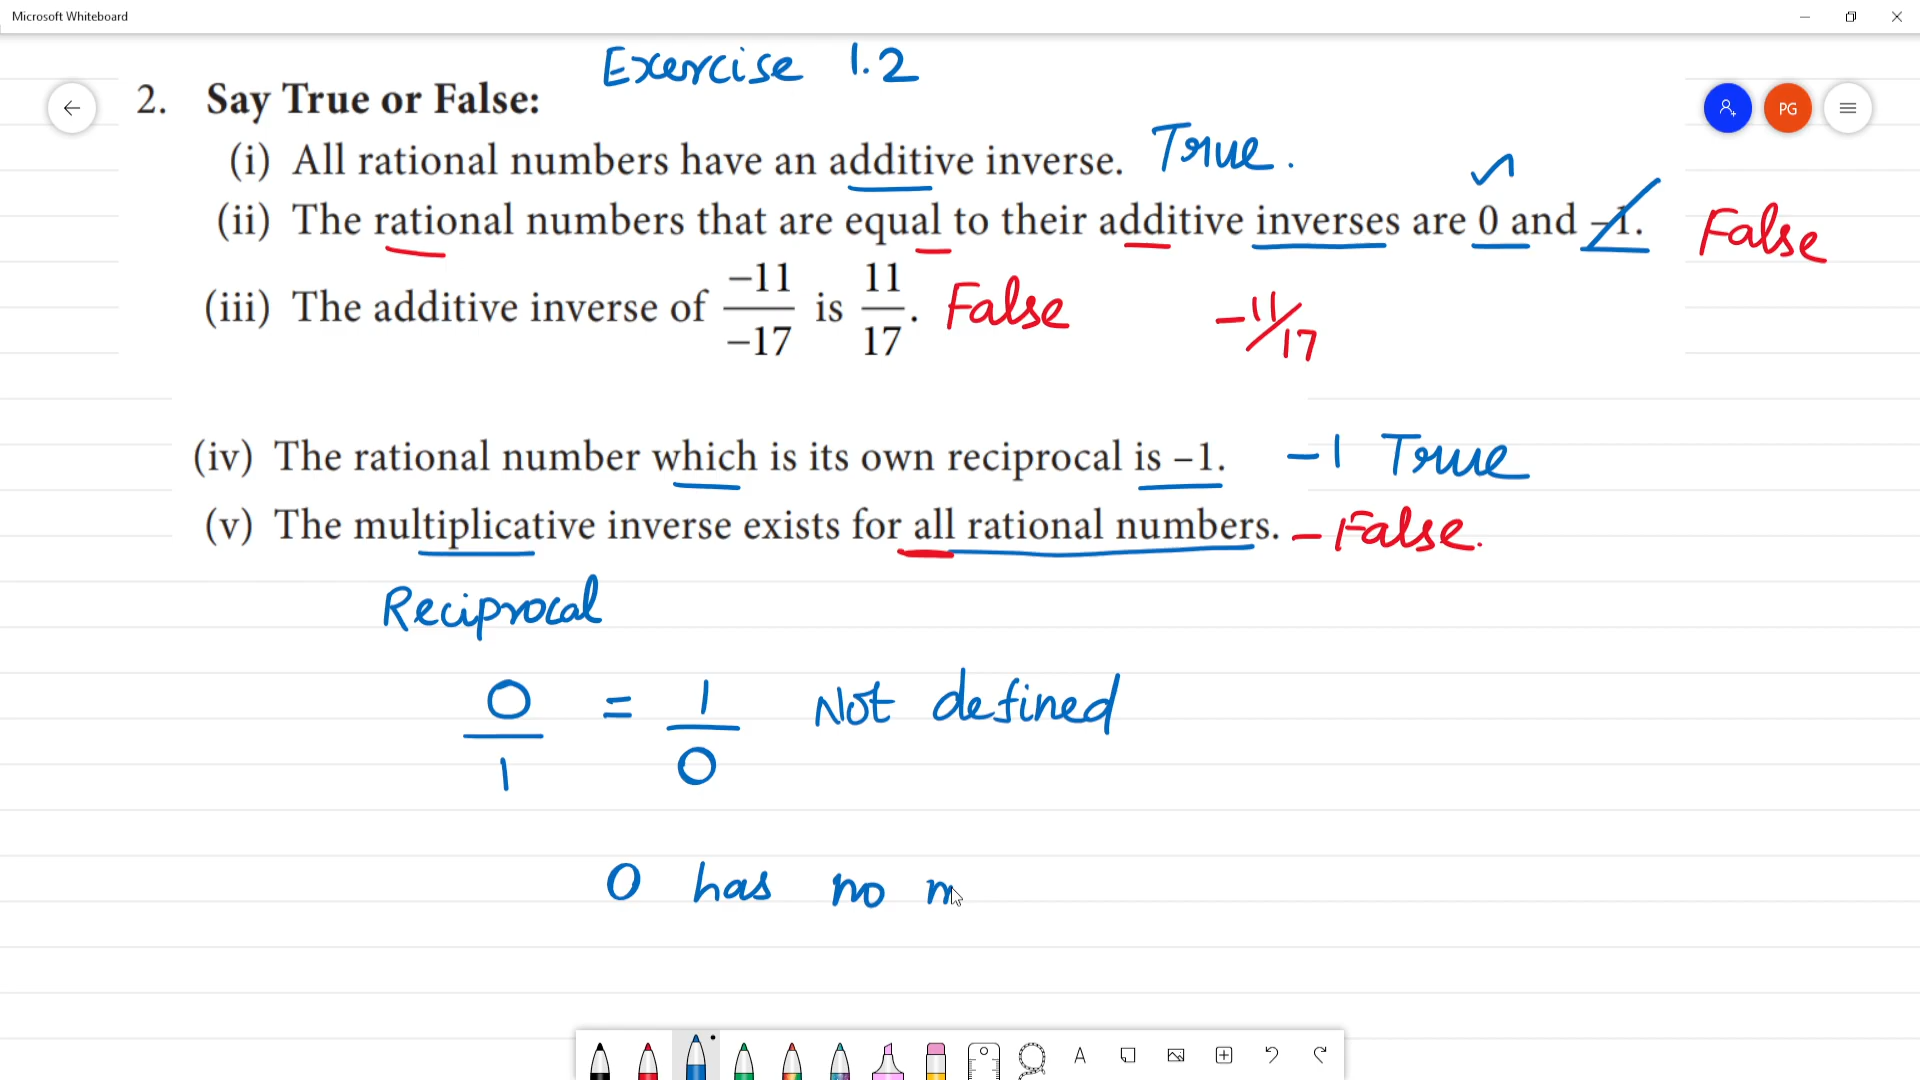 Microsoft Whiteboard
Exercise 1.2
2. Say True or False:
PG
(i) All rational numbers have an additive inverse. True.
(ii) The rational numbers that are equal to their additive inverses are 0 and –1. False
(iii) The additive inverse of –11/–17 is 11/17. False -11/17
(iv) The rational number which is its own reciprocal is –1. -1 True
(v) The multiplicative inverse exists for all rational numbers. - False.
Reciprocal
0/1 = 1/0 Not defined
0 has no m
A